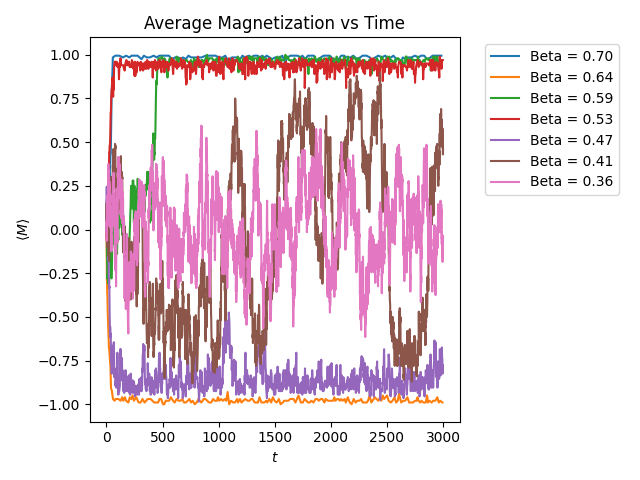 Average Magnetization vs Time
1.00
0.75
0.50
0.25
0.00
−0.25
−0.50
−0.75
−1.00
⟨M⟩
0 500 1000 1500 2000 2500 3000
t
Beta = 0.70
Beta = 0.64
Beta = 0.59
Beta = 0.53
Beta = 0.47
Beta = 0.41
Beta = 0.36